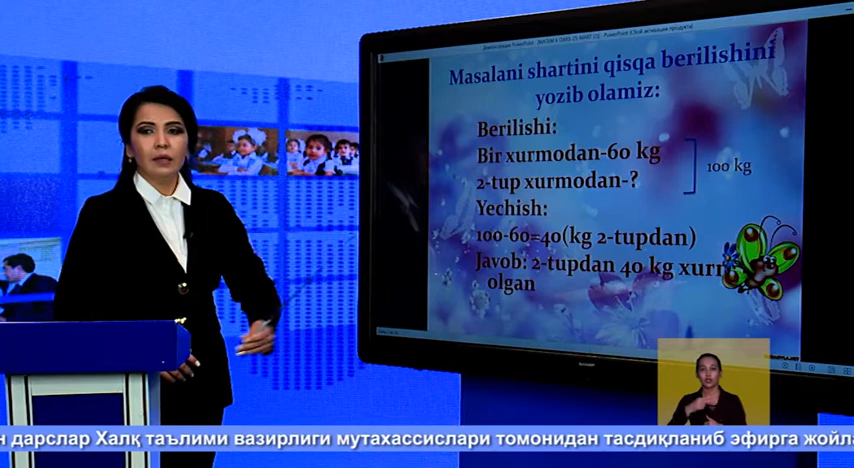 Masalani shartini qisqa berilishini
yozib olamiz:
Berilishi:
Bir xurmodan-60 kg
2-tup xurmodan-?
100 kg
Yechish:
100-60=40(kg 2-tupdan)
Javob: 2-tupdan 40 kg xurm
olgan
н дарслар Халқ таълими вазирлиги мутахассислари томонидан тасдиқланиб эфирга жойла